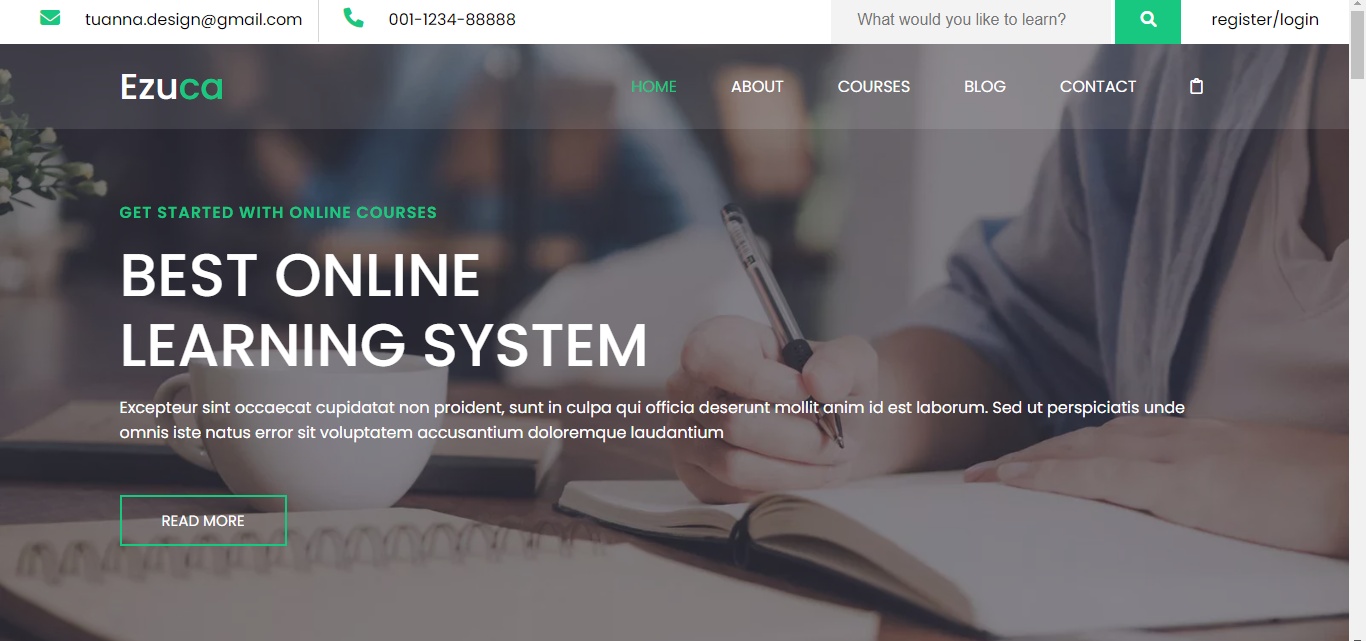 tuanna.design@gmail.com
001-1234-88888
What would you like to learn?
register/login
Ezuca
HOME
ABOUT
COURSES
BLOG
CONTACT
GET STARTED WITH ONLINE COURSES
BEST ONLINE
LEARNING SYSTEM
Excepteur sint occaecat cupidatat non proident, sunt in culpa qui officia deserunt mollit anim id est laborum. Sed ut perspiciatis unde
omnis iste natus error sit voluptatem accusantium doloremque laudantium
READ MORE